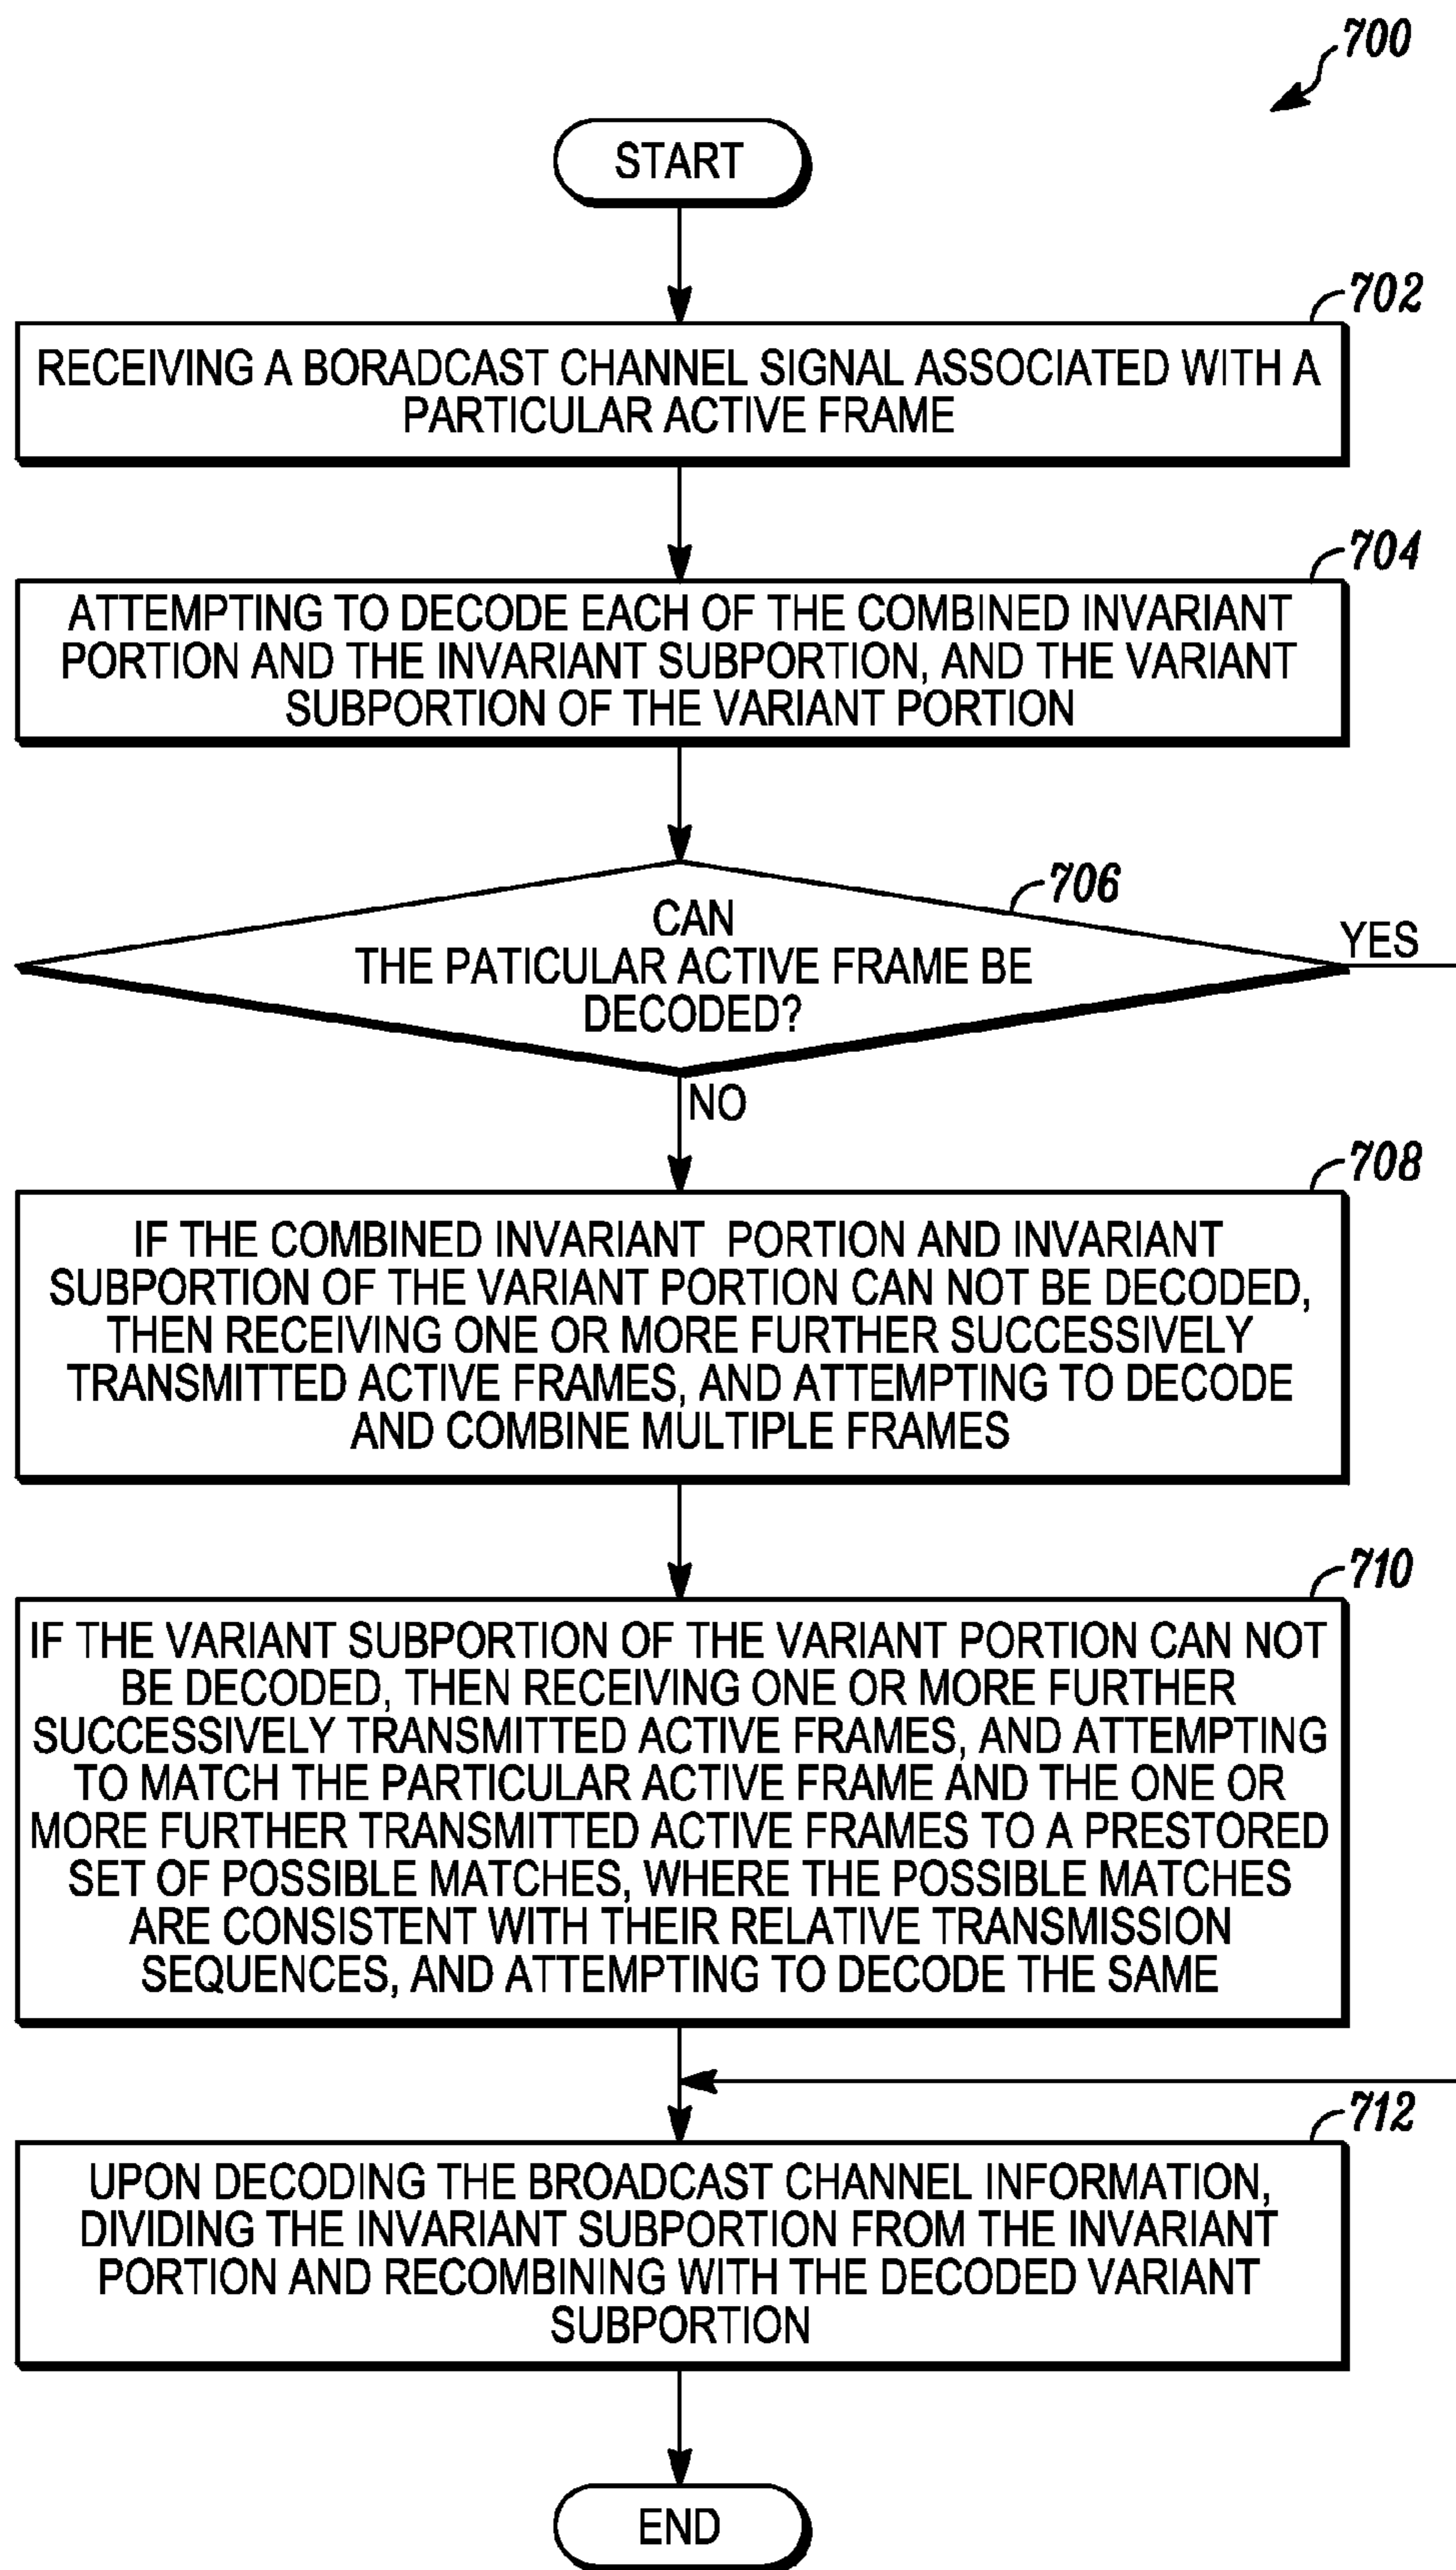 700
START
702
RECEIVING A BORADCAST CHANNEL SIGNAL ASSOCIATED WITH A
PARTICULAR ACTIVE FRAME
704
ATTEMPTING TO DECODE EACH OF THE COMBINED INVARIANT
PORTION AND THE INVARIANT SUBPORTION, AND THE VARIANT
SUBPORTION OF THE VARIANT PORTION
706
CAN
THE PATICULAR ACTIVE FRAME BE
DECODED?
YES
NO
708
IF THE COMBINED INVARIANT PORTION AND INVARIANT
SUBPORTION OF THE VARIANT PORTION CAN NOT BE DECODED,
THEN RECEIVING ONE OR MORE FURTHER SUCCESSIVELY
TRANSMITTED ACTIVE FRAMES, AND ATTEMPTING TO DECODE
AND COMBINE MULTIPLE FRAMES
710
IF THE VARIANT SUBPORTION OF THE VARIANT PORTION CAN NOT
BE DECODED, THEN RECEIVING ONE OR MORE FURTHER
SUCCESSIVELY TRANSMITTED ACTIVE FRAMES, AND ATTEMPTING
TO MATCH THE PARTICULAR ACTIVE FRAME AND THE ONE OR
MORE FURTHER TRANSMITTED ACTIVE FRAMES TO A PRESTORED
SET OF POSSIBLE MATCHES, WHERE THE POSSIBLE MATCHES
ARE CONSISTENT WITH THEIR RELATIVE TRANSMISSION
SEQUENCES, AND ATTEMPTING TO DECODE THE SAME
712
UPON DECODING THE BROADCAST CHANNEL INFORMATION,
DIVIDING THE INVARIANT SUBPORTION FROM THE INVARIANT
PORTION AND RECOMBINING WITH THE DECODED VARIANT
SUBPORTION
END